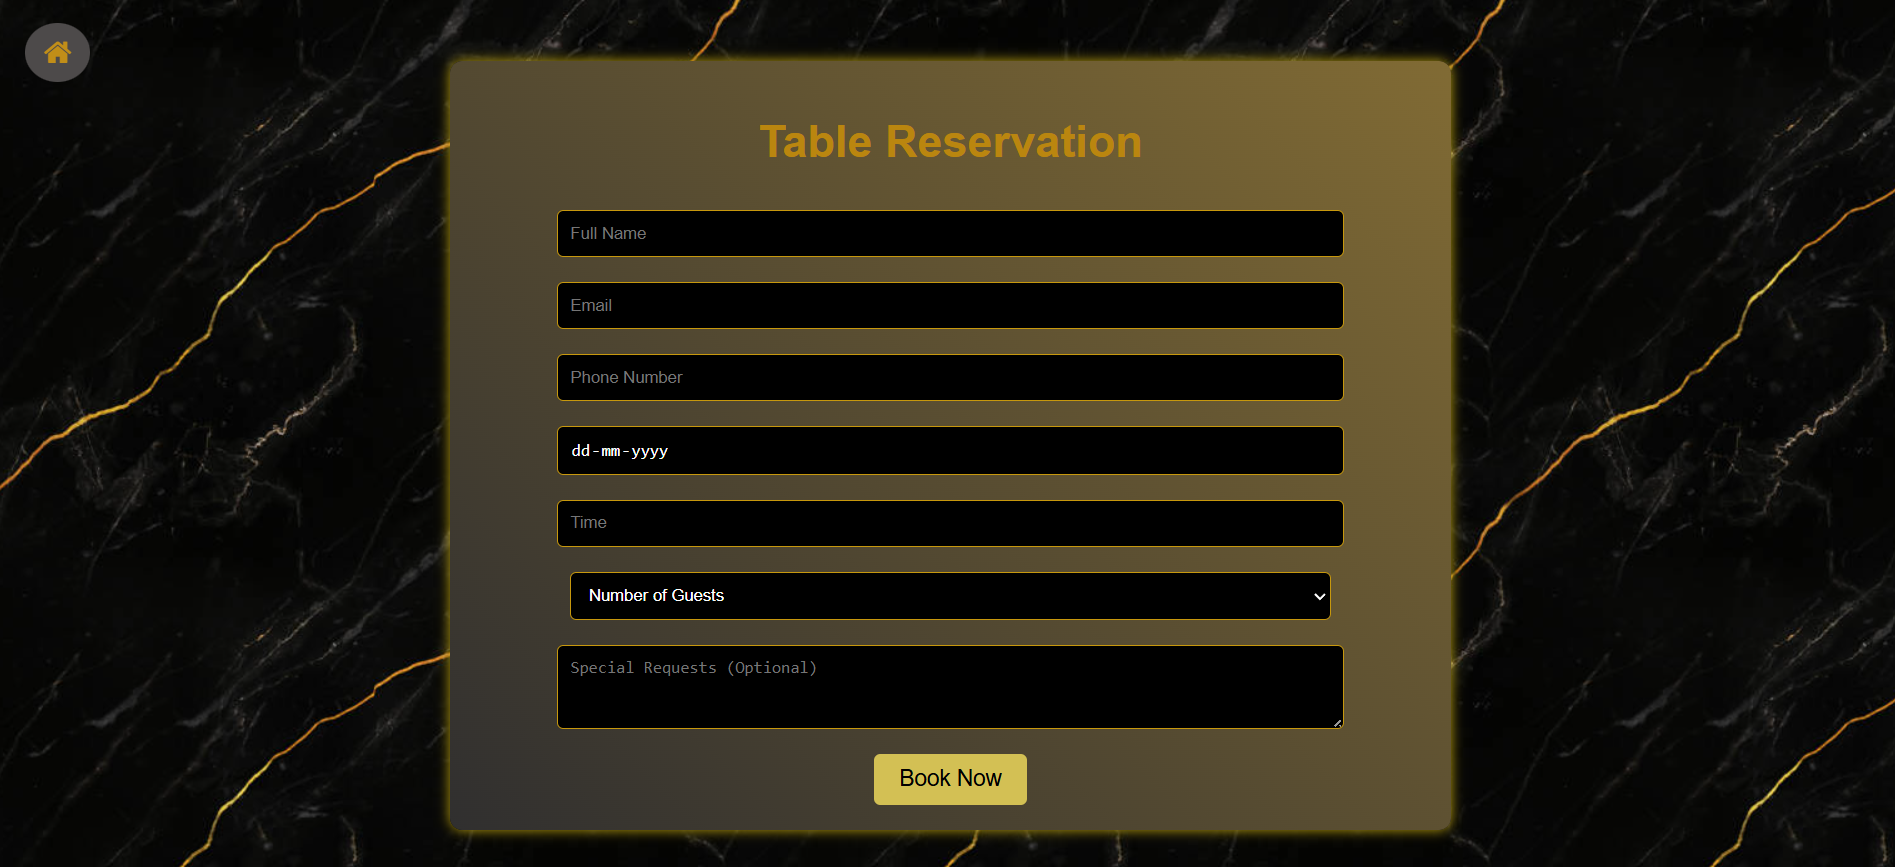 Table Reservation
Full Name
Email
Phone Number
dd-mm-yyyy
Time
Number of Guests
Special Requests (Optional)
Book Now